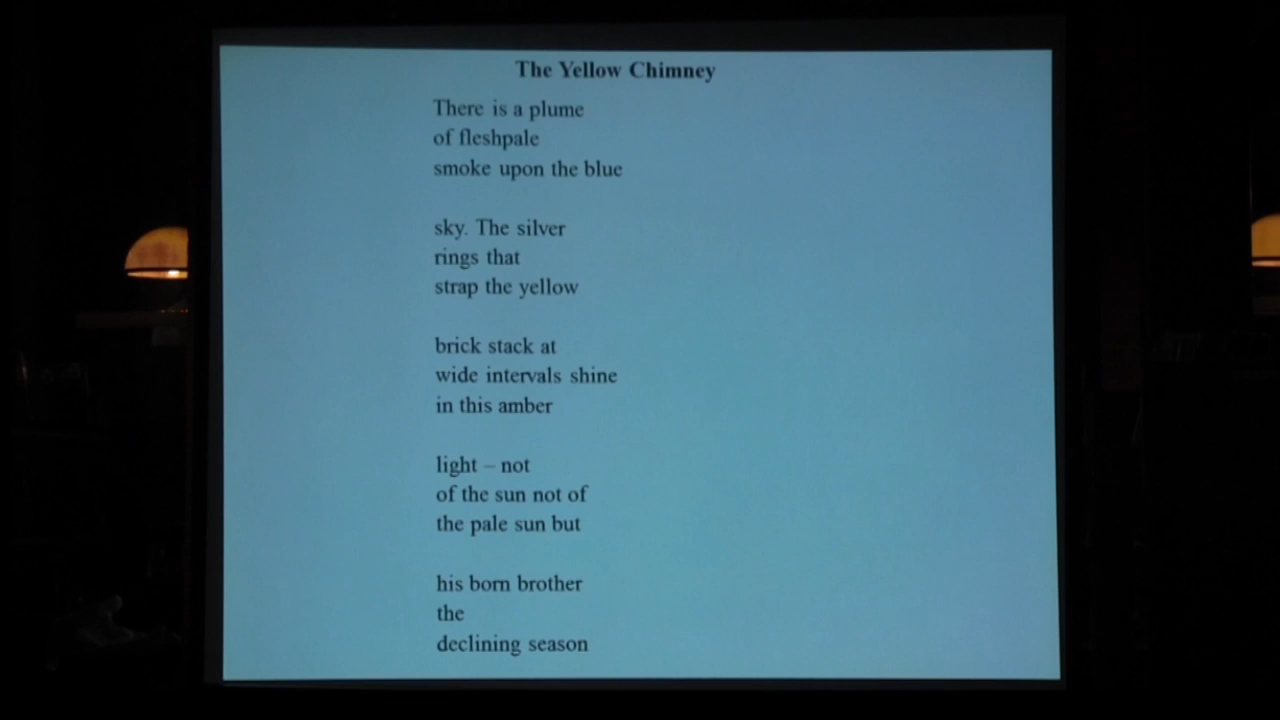 The Yellow Chimney
There is a plume
of fleshpale
smoke upon the blue
sky. The silver
rings that
strap the yellow
brick stack at
wide intervals shine
in this amber
light – not
of the sun not of
the pale sun but
his born brother
the
declining season